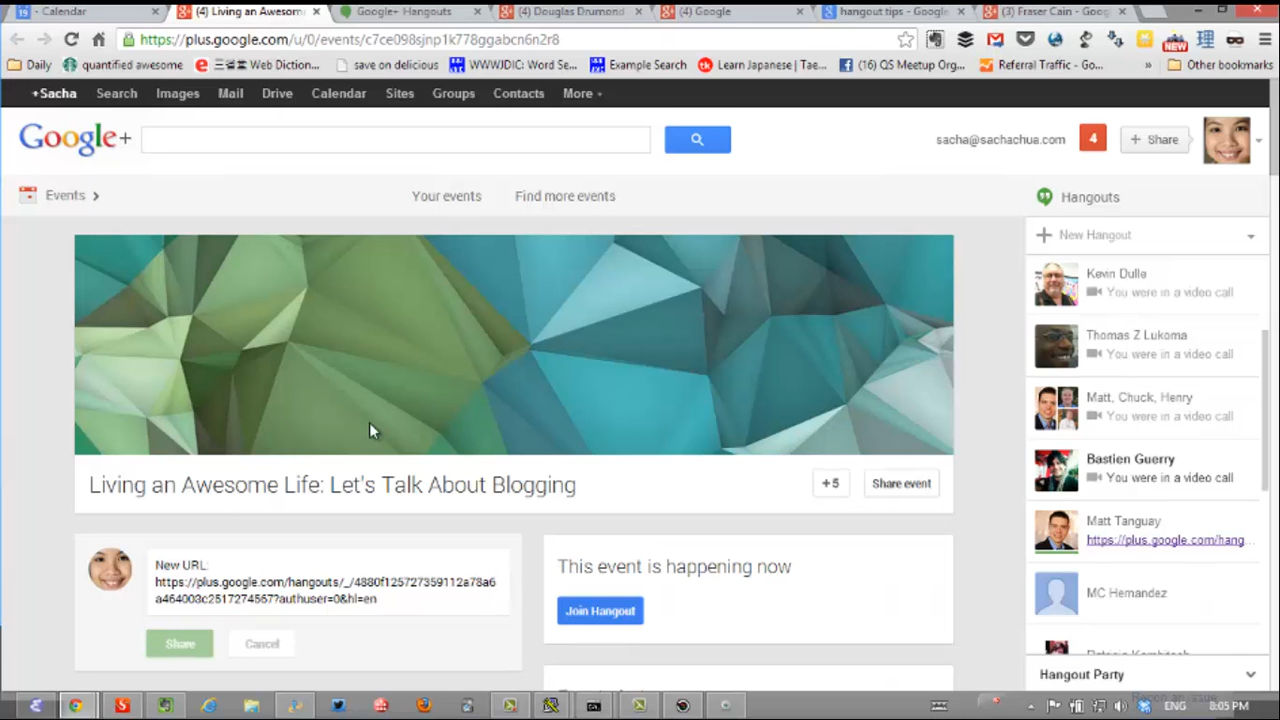 19 - Calendar
(4) Living an Awesome
Google+ Hangouts
(4) Douglas Drumond
(4) Google
hangout tips - Google
(3) Fraser Cain - Goog
https://plus.google.com/u/0/events/c7ce098sjnp1k778ggabcn6n2r8
NEW
理
Daily
quantified awesome
Web Diction...
save on delicious
WWWJDIC: Word Se...
Example Search
Learn Japanese | Tae...
(16) QS Meetup Org...
Referral Traffic - Go...
»
Other bookmarks
+Sacha Search Images Mail Drive Calendar Sites Groups Contacts More
Google+
sacha@sachachua.com
4
+ Share
Events
Your events
Find more events
Hangouts
New Hangout
Kevin Dulle
You were in a video call
Thomas Z Lukoma
You were in a video call
Matt, Chuck, Henry
You were in a video call
Bastien Guerry
You were in a video call
Matt Tanguay
https://plus.google.com/hang...
MC Hernandez
Hangout Party
Living an Awesome Life: Let's Talk About Blogging
+5
Share event
New URL:
https://plus.google.com/hangouts/_/4880f125727359112a78a6
a464003c2517274567?authuser=0&hl=en
Share
Cancel
This event is happening now
Join Hangout
ENG
8:05 PM